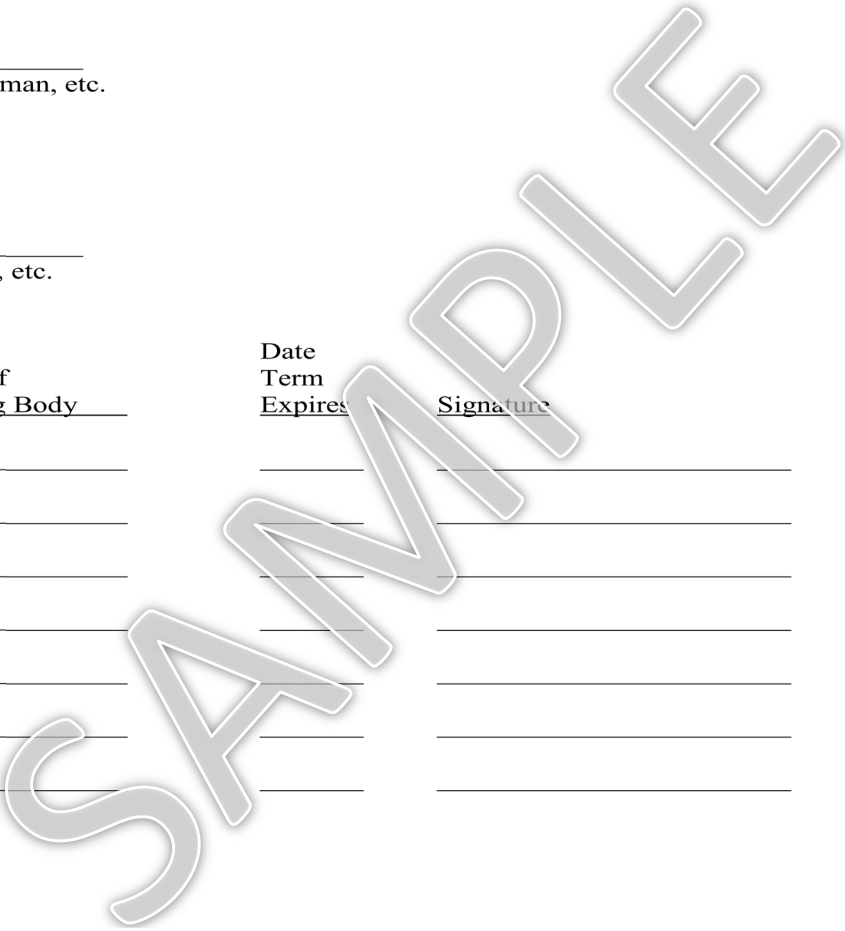 man, etc.
, etc.
Date
f Term
g Body Expires Signature
SAMPLE